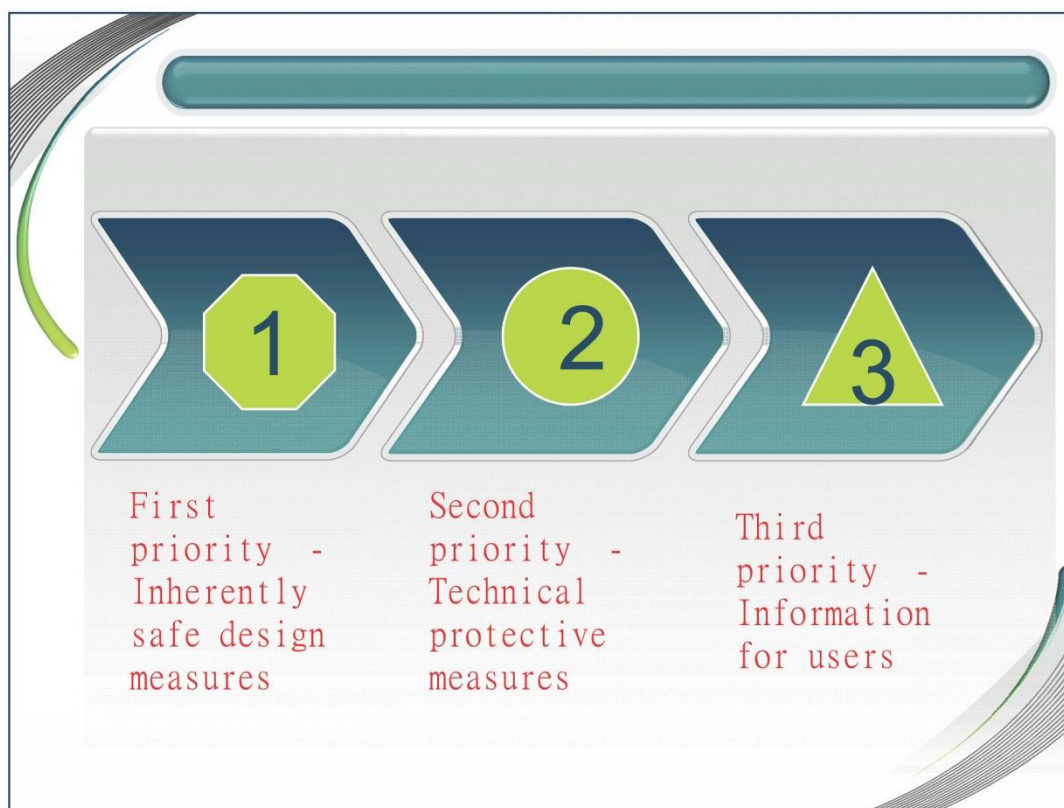 1
2
3
First
priority -
Inherently
safe design
measures
Second
priority -
Technical
protective
measures
Third
priority -
Information
for users